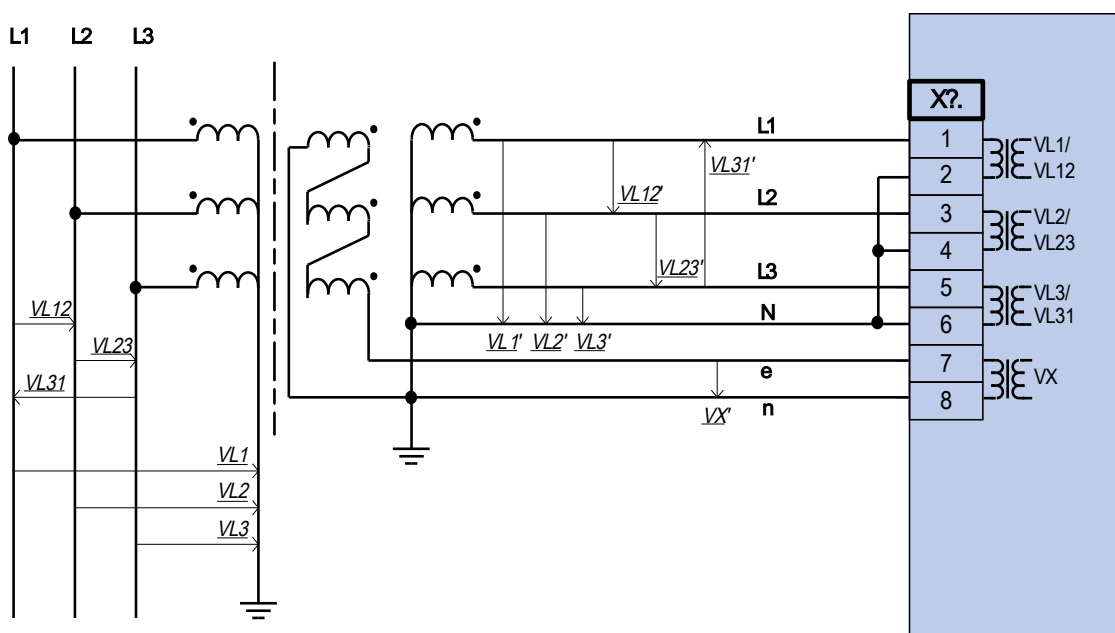 L1 L2 L3
X?.
L1
1
VL1/
VL31'
VL12
2
VL12'
L2
3
VL2/
4
VL23
VL23'
L3
5
VL3/
VL12
N
6
VL31
VL1' VL2' VL3'
VL23
7
e
VX
VL31
8
n
VX'
VL1
VL2
VL3